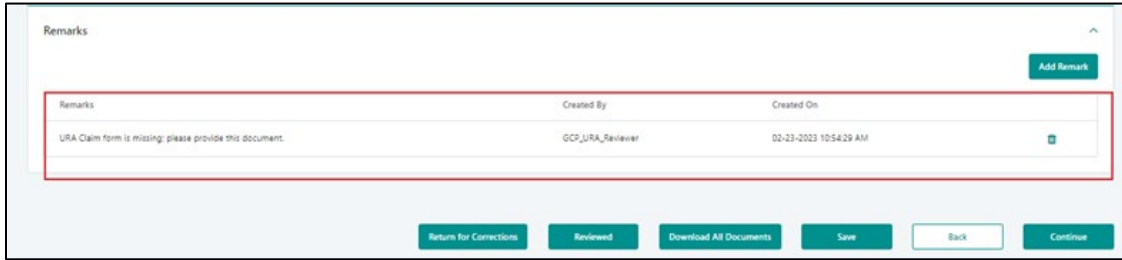 Remarks
Add Remark
Remarks Created By Created On
URA Claim form is missing; please provide this document. GCP_URA_Reviewer 02-23-2023 10:54:29 AM
Return for Corrections Reviewed Download All Documents Save Back Continue